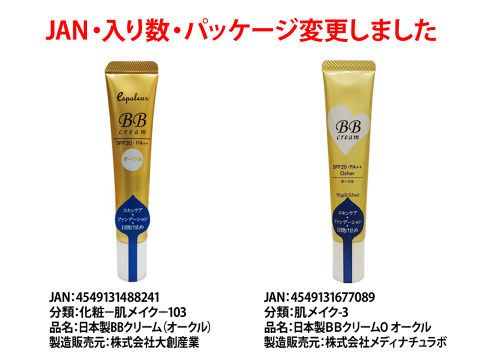 JAN・入り数・パッケージ変更しました
Espoleur
BB
cream
SPF20・PA++
オークル
スキンケア
+
ファンデーション
+
日焼け止め
BB
cream
SPF20・PA++
Ocher
オークル
15g(0.52oz)
スキンケア
+
ファンデーション
+
日焼け止め
JAN:4549131488241
分類:化粧ー肌メイクー103
品名:日本製BBクリーム(オークル)
製造販売元:株式会社大創産業
JAN:4549131677089
分類:肌メイク-3
品名:日本製BBクリームO オークル
製造販売元:株式会社メディナチュラボ